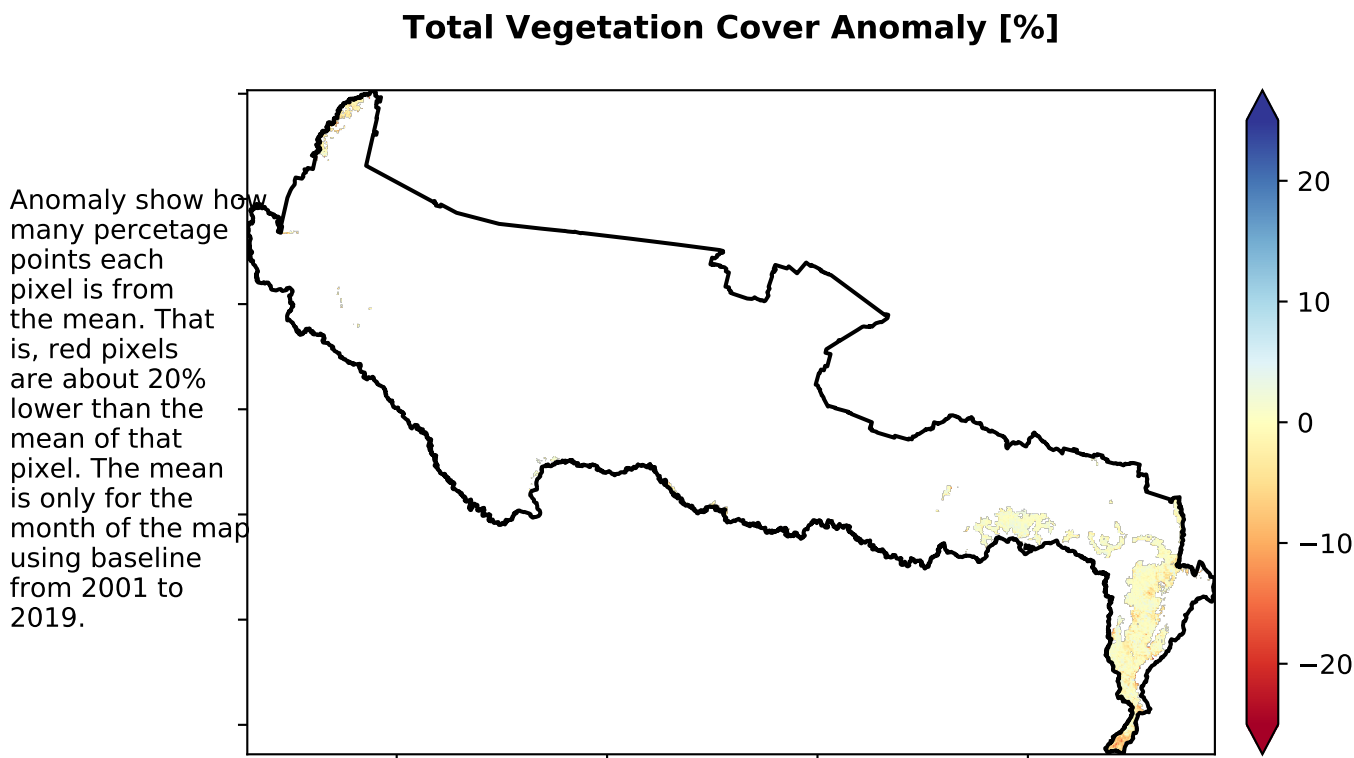 Total Vegetation Cover Anomaly [%]
Anomaly show how
many percetage
points each
pixel is from
the mean. That
is, red pixels
are about 20%
lower than the
mean of that
pixel. The mean
is only for the
month of the map
using baseline
from 2001 to
2019.
20
10
0
−10
−20